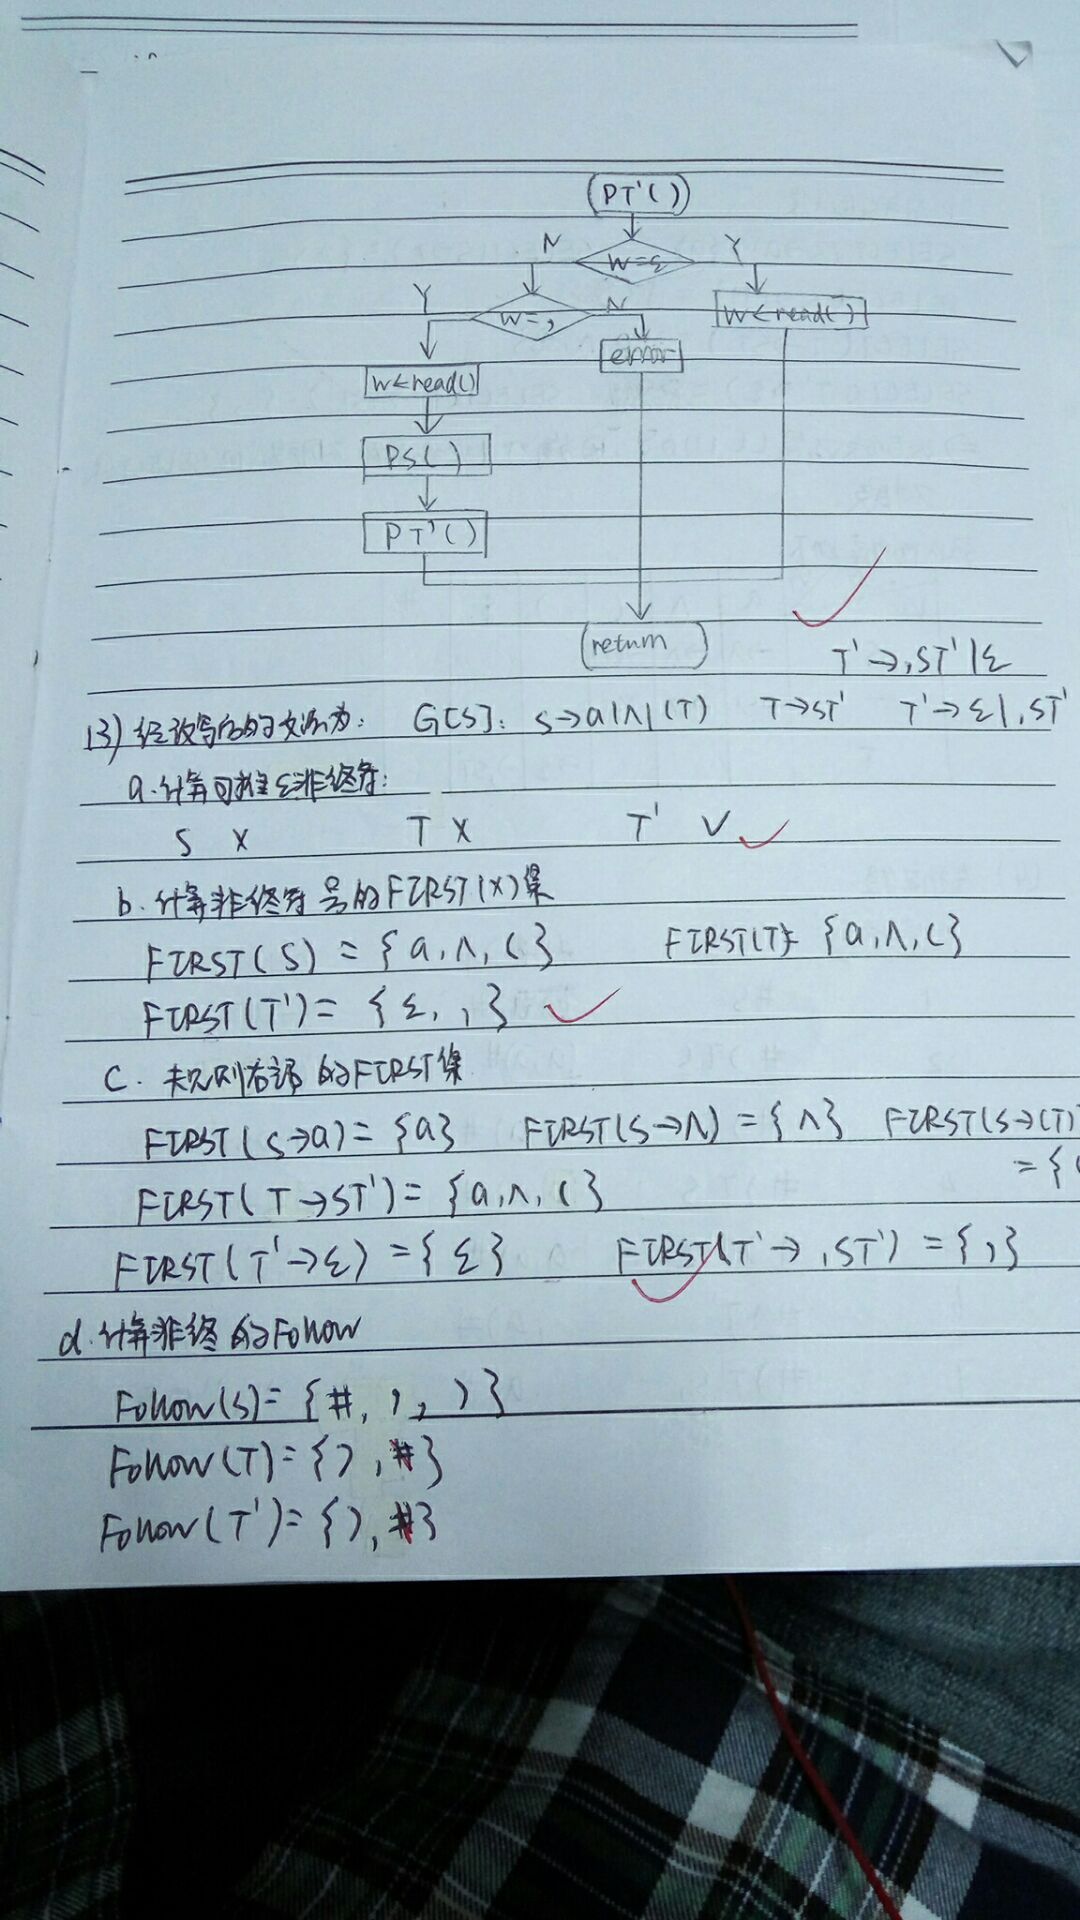 PT'()
N W=ε Y
Y W=, N W←read()
error
W←read()
PS()
PT'()
return
T'→,ST'|ε
(3) 经改写后的文法为: G[S]: S→a|Λ|(T) T→ST' T'→ε|,ST'
a.计算可推出ε非终符:
S X T X T' √
b.计算非终符号的FIRST(X)集
FIRST(S)={a,Λ,(} FIRST(T)={a,Λ,(}
FIRST(T')={ε,,}
C.求规则右部的FIRST集
FIRST(S→a)={a} FIRST(S→Λ)={Λ} FIRST(S→(T)
={(
FIRST(T→ST')={a,Λ,(}
FIRST(T'→ε)={ε} FIRST(T'→,ST')={,}
d.计算非终的Follow
Follow(S)={#,,,)}
Follow(T)={),#}
Follow(T')={),#}